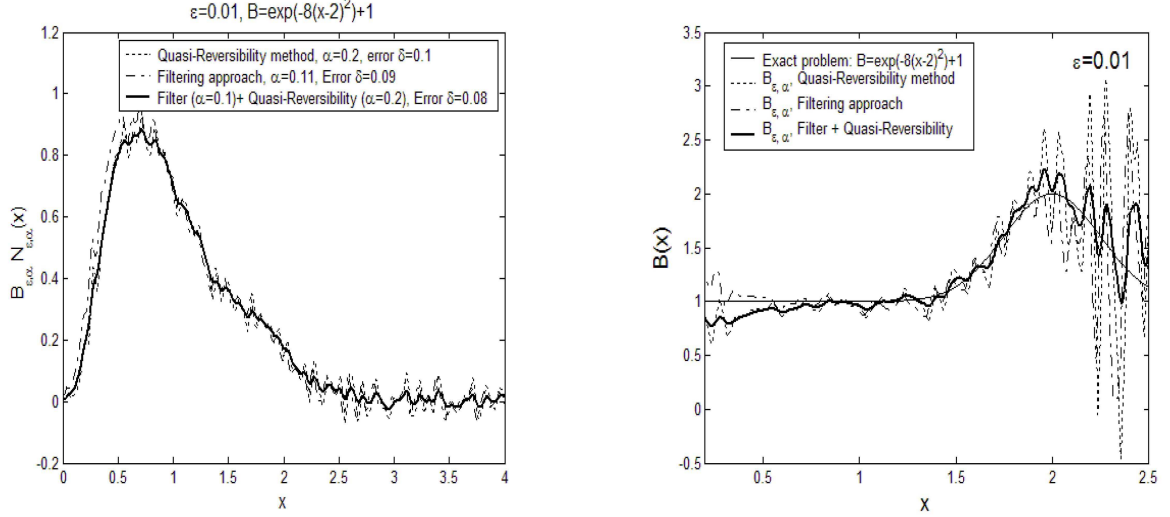 ε=0.01, B=exp(-8(x-2)²)+1
Quasi-Reversibility method, α=0.2, error δ=0.1
Filtering approach, α=0.11, Error δ=0.09
Filter (α=0.1)+ Quasi-Reversibility (α=0.2), Error δ=0.08
B_{ε,α} N_{ε,α}(x)
1.2
1
0.8
0.6
0.4
0.2
0
-0.2
0 0.5 1 1.5 2 2.5 3 3.5 4
x
Exact problem: B=exp(-8(x-2)²)+1
B_{ε, α}, Quasi-Reversibility method
B_{ε, α}, Filtering approach
B_{ε, α}, Filter + Quasi-Reversibility
ε=0.01
B(x)
3.5
3
2.5
2
1.5
1
0.5
0
-0.5
0.5 1 1.5 2 2.5
x